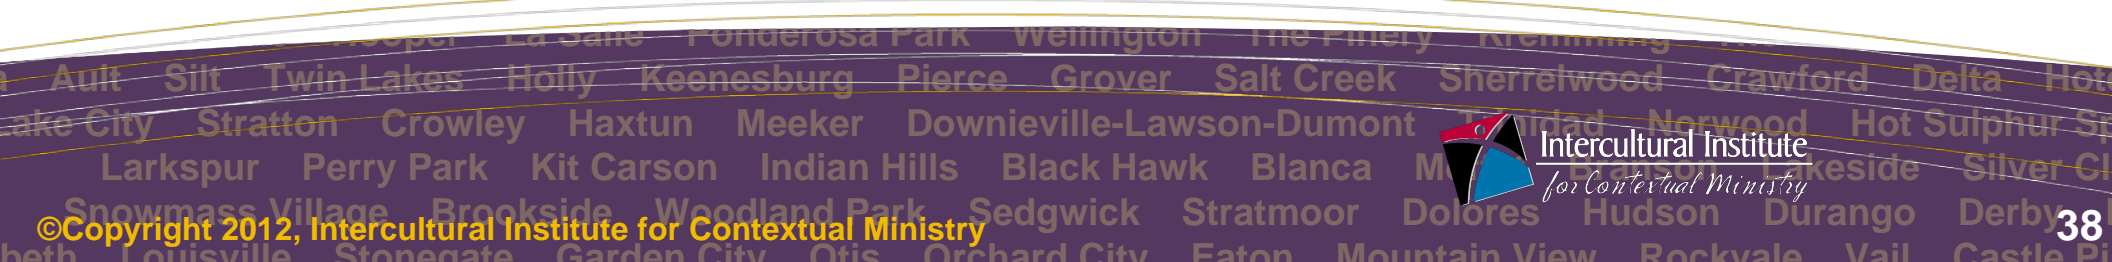 Hooper La Salle Ponderosa Park Wellington The Pinery Kremmling
Ault Silt Twin Lakes Holly Keenesburg Pierce Grover Salt Creek Sherrelwood Crawford Delta
City Stratton Crowley Haxtun Meeker Downieville-Lawson-Dumont Trinidad Norwood Hot Sulphur
Larkspur Perry Park Kit Carson Indian Hills Black Hawk Blanca Branson Lakeside Silver
Intercultural Institute
for Contextual Ministry
Snowmass Village Brookside Woodland Park Sedgwick Stratmoor Dolores Hudson Durango Derby
©Copyright 2012, Intercultural Institute for Contextual Ministry
38
Louisville Stonegate Garden City Otis Orchard City Eaton Mountain View Rockvale Vail Castle